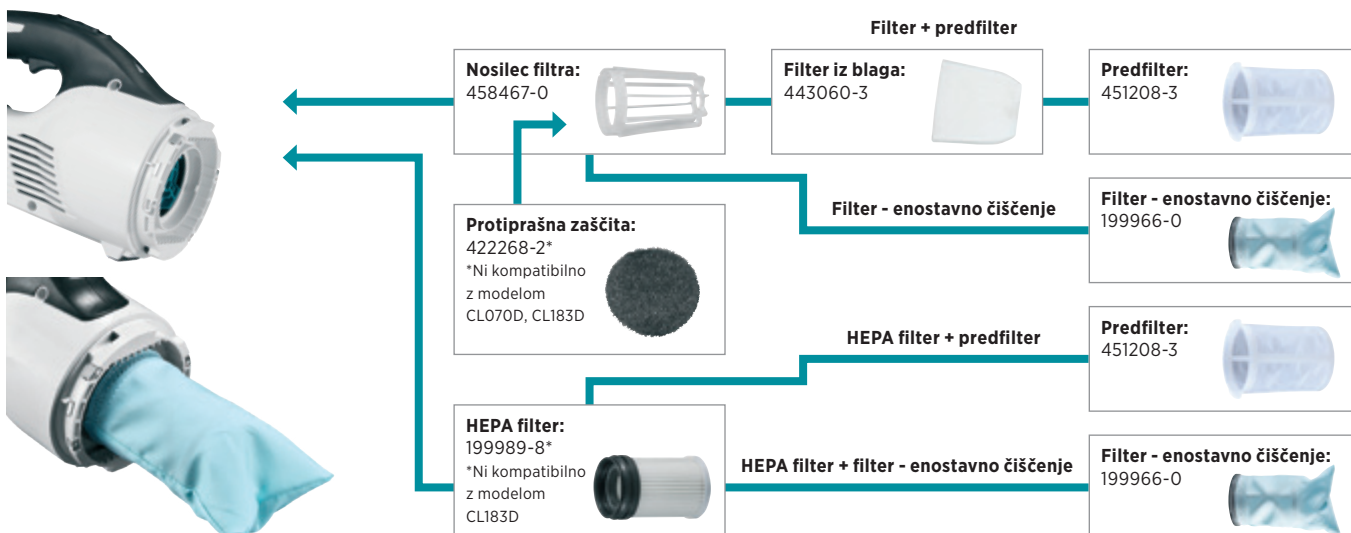 Filter + predfilter
Nosilec filtra:
458467-0
Filter iz blaga:
443060-3
Predfilter:
451208-3
Filter - enostavno čiščenje
Filter - enostavno čiščenje:
199966-0
Protiprašna zaščita:
422268-2*
*Ni kompatibilno
z modelom
CL070D, CL183D
HEPA filter + predfilter
Predfilter:
451208-3
HEPA filter:
199989-8*
*Ni kompatibilno
z modelom
CL183D
HEPA filter + filter - enostavno čiščenje
Filter - enostavno čiščenje:
199966-0